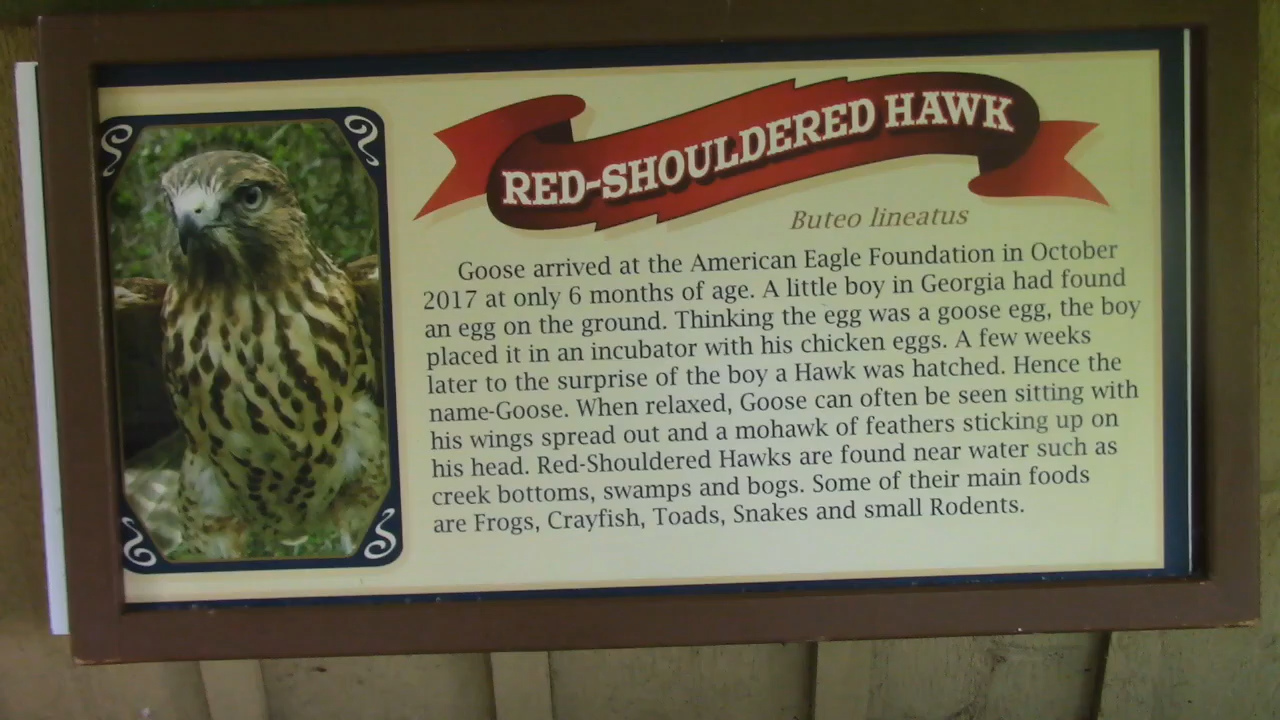 RED-SHOULDERED HAWK
Buteo lineatus
Goose arrived at the American Eagle Foundation in October
2017 at only 6 months of age. A little boy in Georgia had found
an egg on the ground. Thinking the egg was a goose egg, the boy
placed it in an incubator with his chicken eggs. A few weeks
later to the surprise of the boy a Hawk was hatched. Hence the
name-Goose. When relaxed, Goose can often be seen sitting with
his wings spread out and a mohawk of feathers sticking up on
his head. Red-Shouldered Hawks are found near water such as
creek bottoms, swamps and bogs. Some of their main foods
are Frogs, Crayfish, Toads, Snakes and small Rodents.